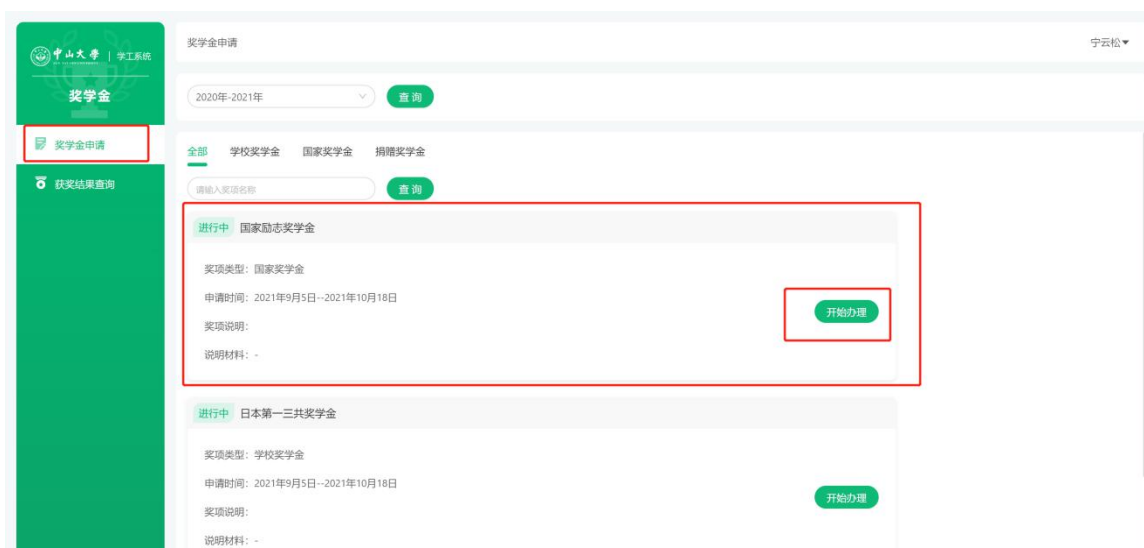 中山大學 | 学工系统
奖学金
奖学金申请
获奖结果查询
奖学金申请
宁云松▼
2020年-2021年
查 询
全部 学校奖学金 国家奖学金 捐赠奖学金
请输入奖项名称
查 询
进行中 国家励志奖学金
奖项类型：国家奖学金
申请时间：2021年9月5日--2021年10月18日
奖项说明：
说明材料：-
开始办理
进行中 日本第一三共奖学金
奖项类型：学校奖学金
申请时间：2021年9月5日--2021年10月18日
奖项说明：
说明材料：-
开始办理